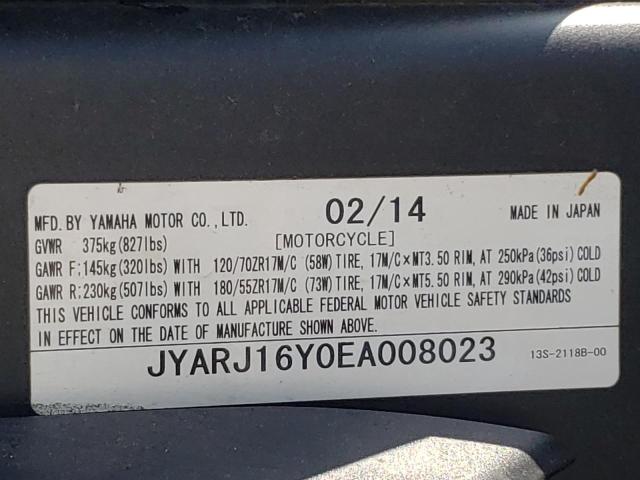 MFD. BY YAMAHA MOTOR CO., LTD. 02/14 MADE IN JAPAN
GVWR 375kg(827lbs) [MOTORCYCLE]
GAWR F:145kg(320lbs) WITH 120/70ZR17M/C (58W) TIRE, 17M/C×MT3.50 RIM, AT 250kPa(36psi) COLD
GAWR R:230kg(507lbs) WITH 180/55ZR17M/C (73W) TIRE, 17M/C×MT5.50 RIM, AT 290kPa(42psi) COLD
THIS VEHICLE CONFORMS TO ALL APPLICABLE FEDERAL MOTOR VEHICLE SAFETY STANDARDS
IN EFFECT ON THE DATE OF MANUFACTURE SHOWN ABOVE.
JYARJ16Y0EA008023 13S-2118B-00